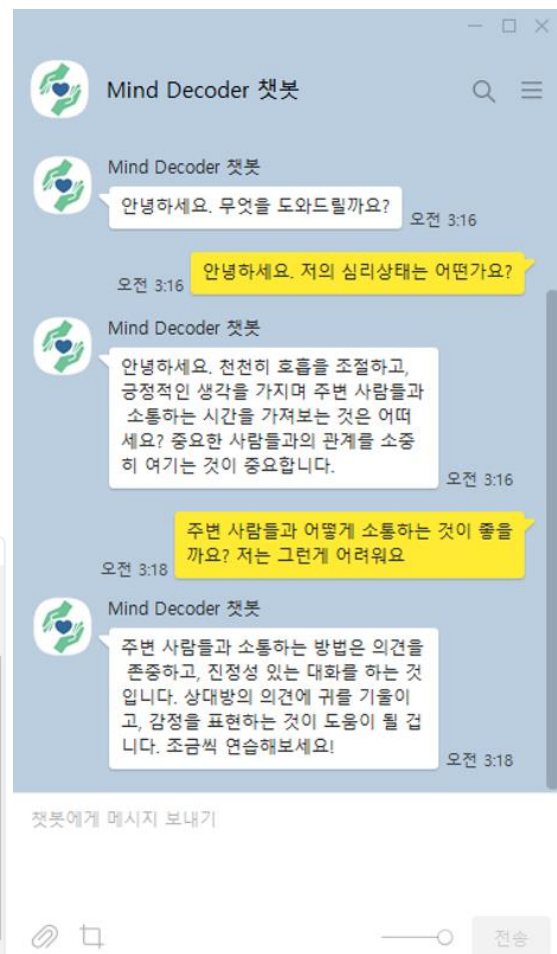 Mind Decoder 챗봇
Mind Decoder 챗봇
안녕하세요. 무엇을 도와드릴까요?
오전 3:16
안녕하세요. 저의 심리상태는 어떤가요?
오전 3:16
Mind Decoder 챗봇
안녕하세요. 천천히 호흡을 조절하고,
긍정적인 생각을 가지며 주변 사람들과
소통하는 시간을 가져보는 것은 어떠
세요? 중요한 사람들과의 관계를 소중
히 여기는 것이 중요합니다.
오전 3:16
주변 사람들과 어떻게 소통하는 것이 좋을
까요? 저는 그런게 어려워요
오전 3:18
Mind Decoder 챗봇
주변 사람들과 소통하는 방법은 의견을
존중하고, 진정성 있는 대화를 하는 것
입니다. 상대방의 의견에 귀를 기울이
고, 감정을 표현하는 것이 도움이 될 겁
니다. 조금씩 연습해보세요!
오전 3:18
챗봇에게 메시지 보내기
전송